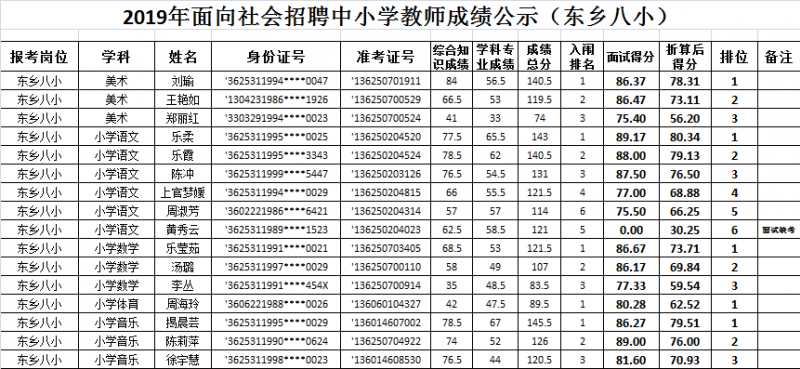 2019年面向社会招聘中小学教师成绩公示（东乡八小）
报考岗位 学科 姓名 身份证号 准考证号 综合知识成绩 学科专业成绩 成绩总分 入闱排名 面试得分 折算后得分 排位 备注
东乡八小 美术 刘瑜 '3625311994****0047 '136250701911 84 56.5 140.5 1 86.37 78.31 1
东乡八小 美术 王艳如 '1304231986****1926 '136250700529 66.5 53 119.5 2 86.47 73.11 2
东乡八小 美术 郑丽红 '3303291994****0023 '136250700524 41 33 74 3 75.40 56.20 3
东乡八小 小学语文 乐柔 '3625311995****0025 '136250204520 77.5 65.5 143 1 89.17 80.34 1
东乡八小 小学语文 乐霞 '3625311995****3343 '136250204524 78.5 62 140.5 2 88.00 79.13 2
东乡八小 小学语文 陈冲 '3625311999****5447 '136250203126 76.5 54.5 131 3 87.50 76.50 3
东乡八小 小学语文 上官梦媛 '3625311994****0029 '136250204815 66 55.5 121.5 4 77.00 68.88 4
东乡八小 小学语文 周淑芳 '3602221986****6421 '136250204314 57 57 114 6 75.50 66.25 5
东乡八小 小学语文 黄秀云 '3625311989****1523 '136250204023 62.5 58.5 121 5 0.00 30.25 6 面试缺考
东乡八小 小学数学 乐莹茹 '3625311991****0021 '136250703405 68.5 53 121.5 1 86.67 73.71 1
东乡八小 小学数学 汤璐 '3625311997****0029 '136250700110 58 49 107 2 86.17 69.84 2
东乡八小 小学数学 李丛 '3625311991****454X '136250700914 35 48.5 83.5 3 77.33 59.54 3
东乡八小 小学体育 周海玲 '3606221988****0026 '136060104327 42 47.5 89.5 1 80.28 62.52 1
东乡八小 小学音乐 揭晨芸 '3625311995****0029 '136014607002 78.5 67 145.5 1 86.27 79.51 1
东乡八小 小学音乐 陈莉萍 '3625311990****0624 '136250704922 74 52 126 2 89.00 76.00 2
东乡八小 小学音乐 徐宇慧 '3625311998****0023 '136014608530 76.5 44 120.5 3 81.60 70.93 3